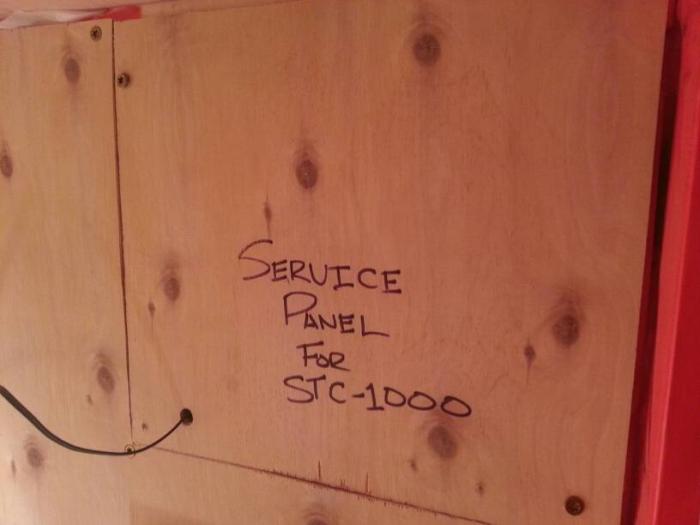 SERVICE
PANEL
FOR
STC-1000